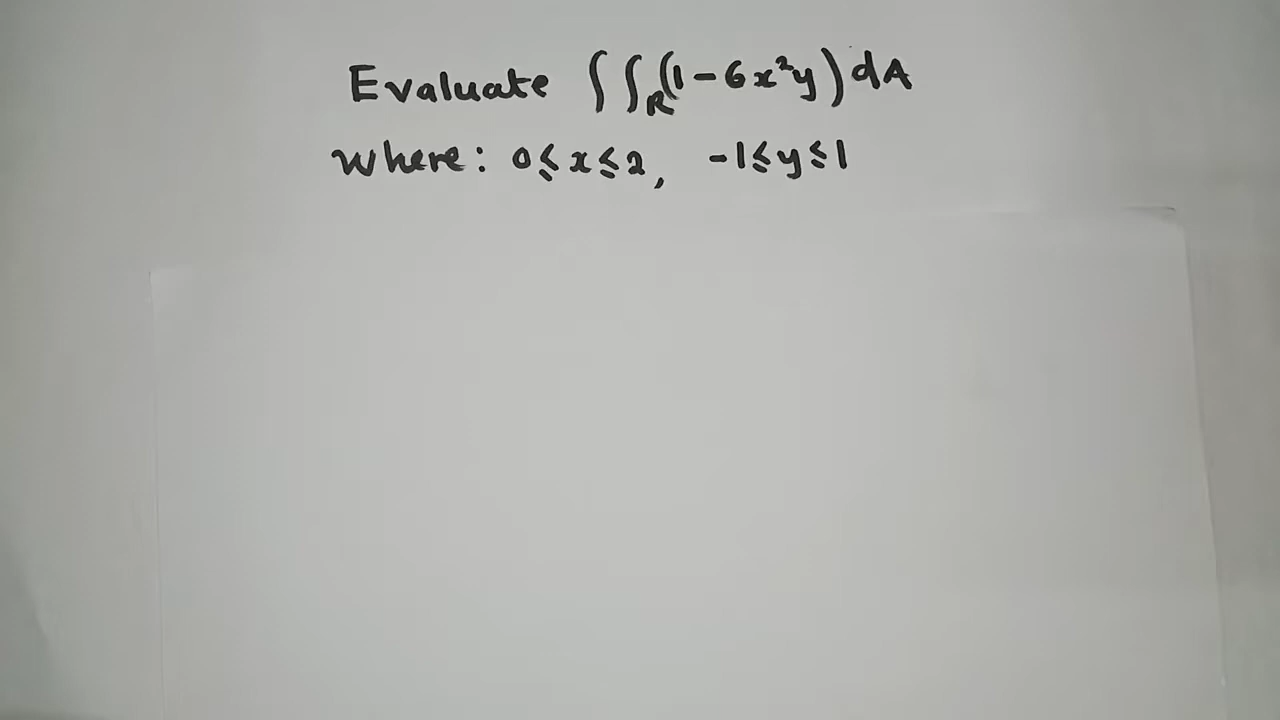 Evaluate ∫∫_R (1 - 6x²y) dA
where: 0 ≤ x ≤ 2, -1 ≤ y ≤ 1